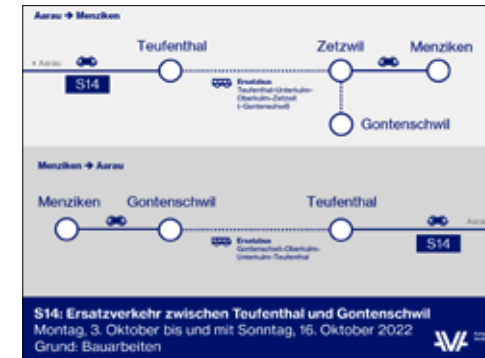 Aarau → Menziken
Teufenthal
Zetzwil
Menziken
Aarau
S14
Ersatzbus
Teufenthal-Unterkulm-
Oberkulm-Zetzwil
(-Gontenschwil)
Gontenschwil
Menziken → Aarau
Menziken
Gontenschwil
Teufenthal
Aarau
Ersatzbus
Gontenschwil-Oberkulm-
Unterkulm-Teufenthal
S14
S14: Ersatzverkehr zwischen Teufenthal und Gontenschwil
Montag, 3. Oktober bis und mit Sonntag, 16. Oktober 2022
Grund: Bauarbeiten
AVA